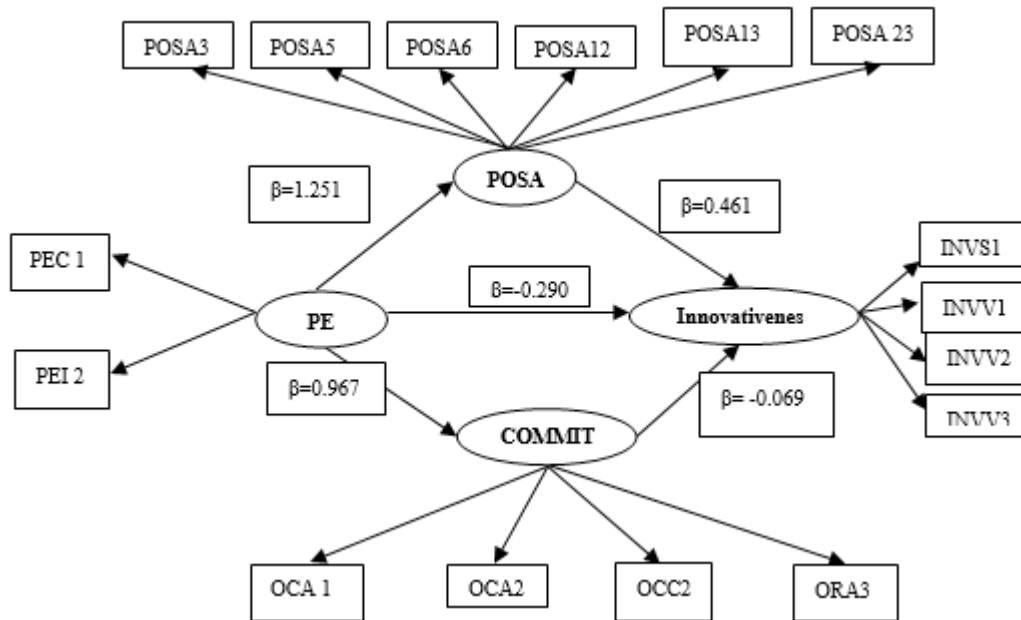 POSA3
POSA5
POSA6
POSA12
POSA13
POSA 23
POSA
β=1.251
β=0.461
PEC 1
INVS1
β=-0.290
INVV1
PE
Innovativenes
PEI 2
INVV2
β=0.967
β= -0.069
INVV3
COMMIT
OCA 1
OCA2
OCC2
ORA3